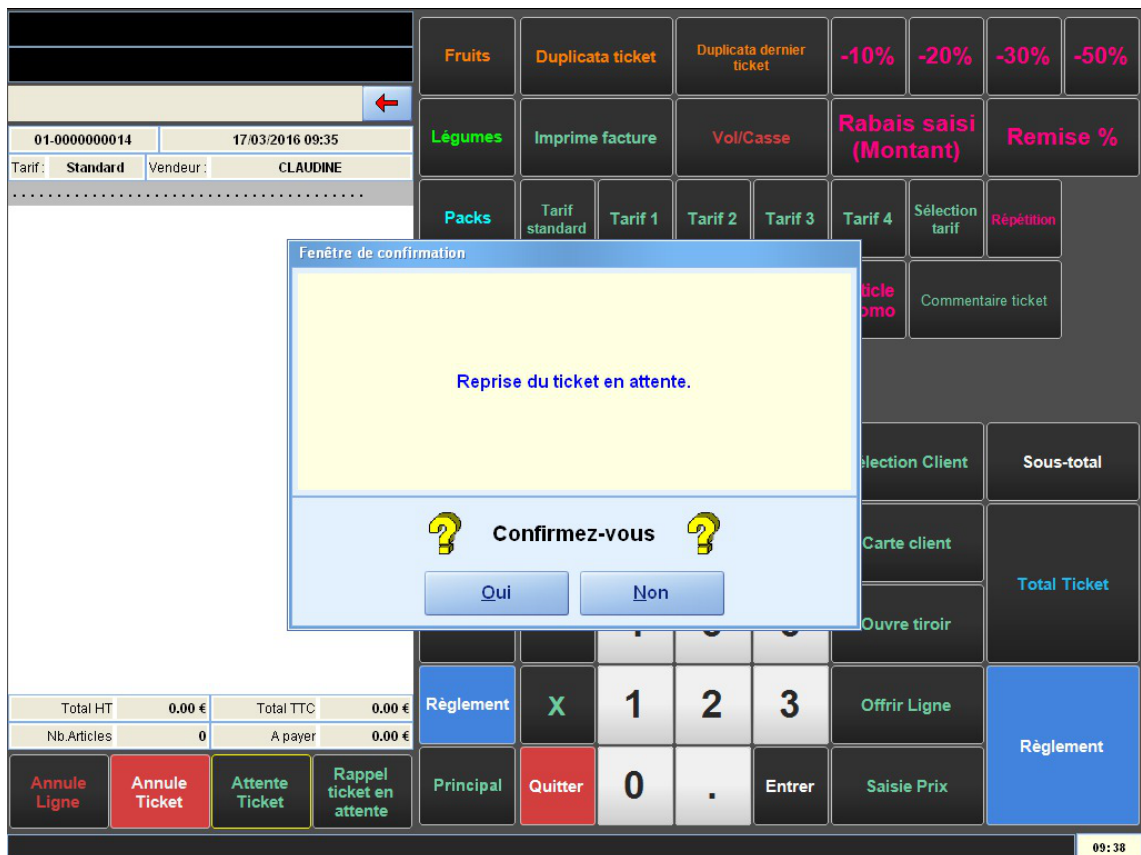 Fruits
Duplicata ticket
Duplicata dernier
ticket
-10%
-20%
-30%
-50%
01-0000000014
17/03/2016 09:35
Légumes
Imprime facture
Vol/Casse
Rabais saisi
(Montant)
Remise %
Tarif :
Standard
Vendeur :
CLAUDINE
Packs
Tarif
standard
Tarif 1
Tarif 2
Tarif 3
Tarif 4
Sélection
tarif
Répétition
Fenêtre de confirmation
Commentaire ticket
Reprise du ticket en attente.
Confirmez-vous
Oui
Non
Client
Sous-total
Carte client
Total Ticket
Ouvre tiroir
Total HT
0.00 €
Total TTC
0.00 €
Nb.Articles
0
A payer
0.00 €
Règlement
X
1
2
3
Offrir Ligne
Règlement
Annule
Ligne
Annule
Ticket
Attente
Ticket
Rappel
ticket en
attente
Principal
Quitter
0
.
Entrer
Saisie Prix
09:38